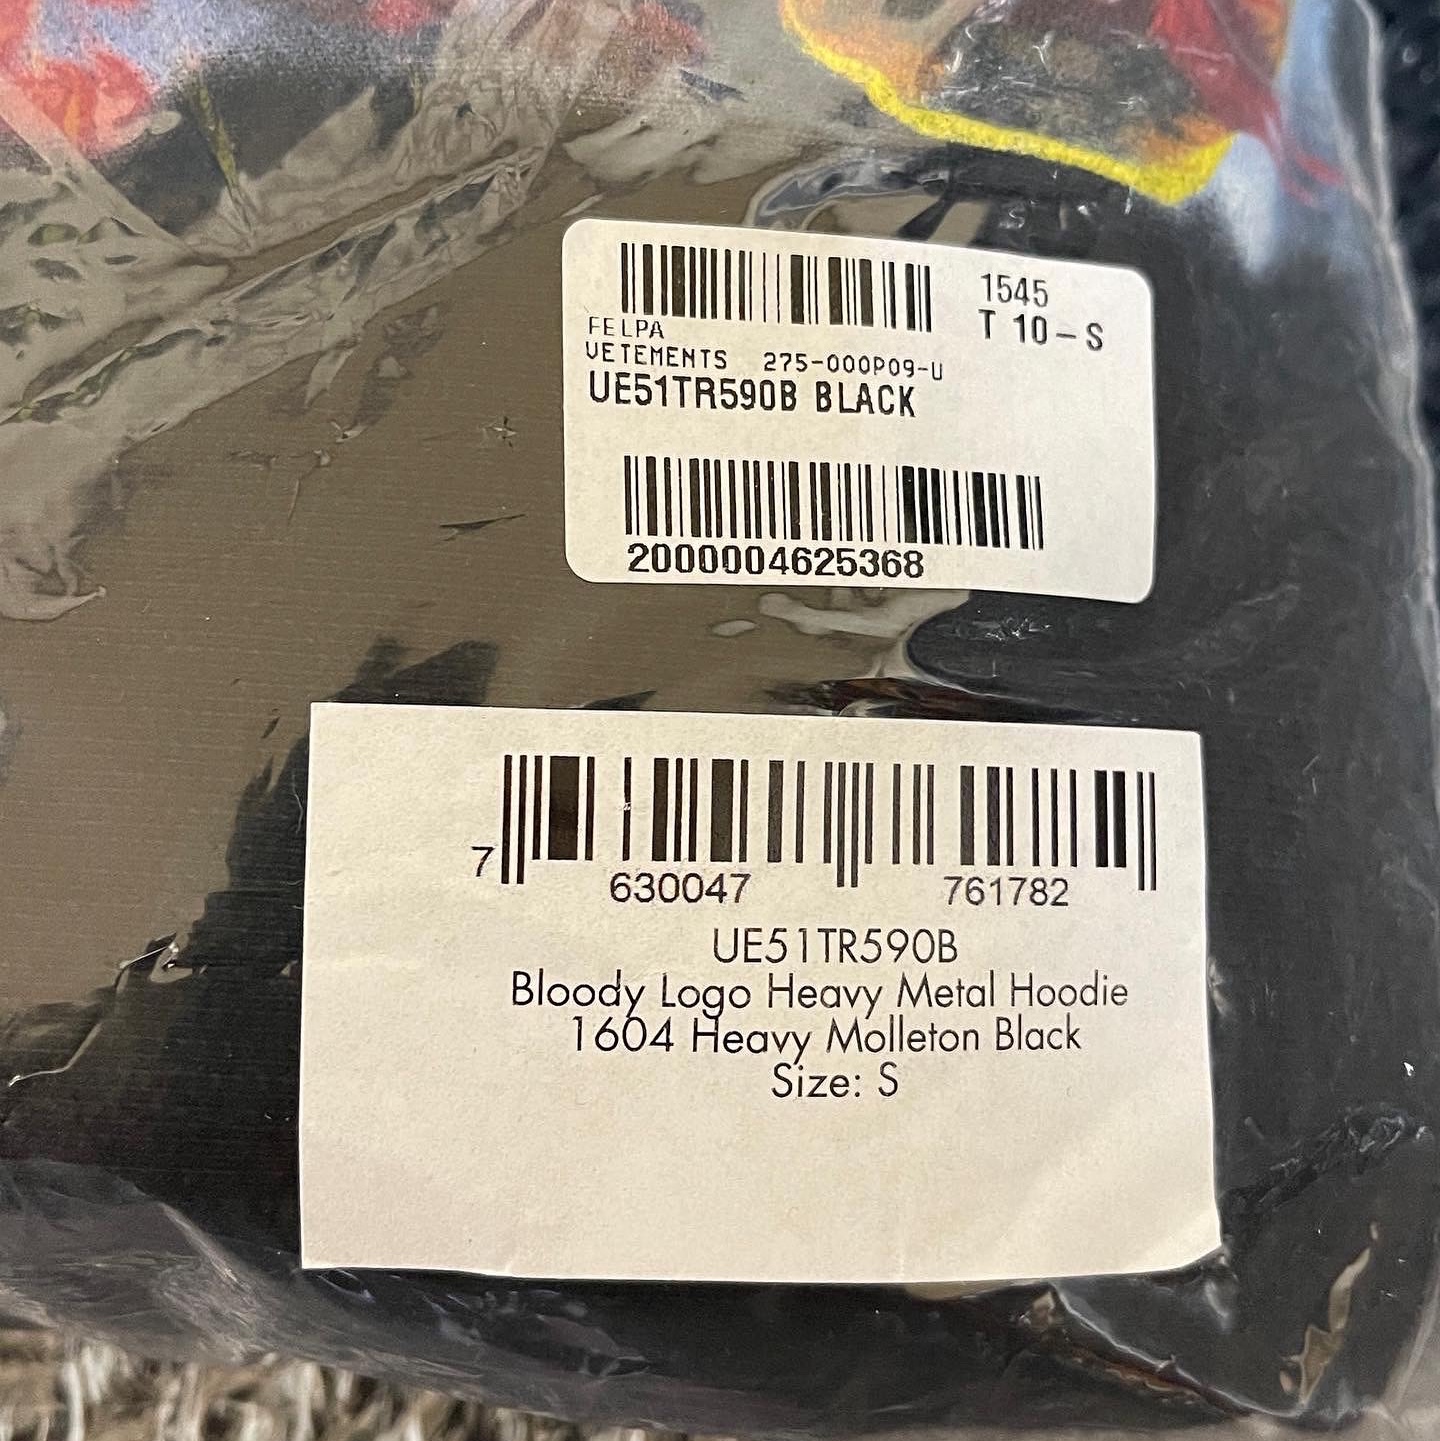 1545
T 10-S
FELPA
VETEMENTS 275-000P09-U
UE51TR590B BLACK
2000004625368
7 630047 761782
UE51TR590B
Bloody Logo Heavy Metal Hoodie
1604 Heavy Molleton Black
Size: S